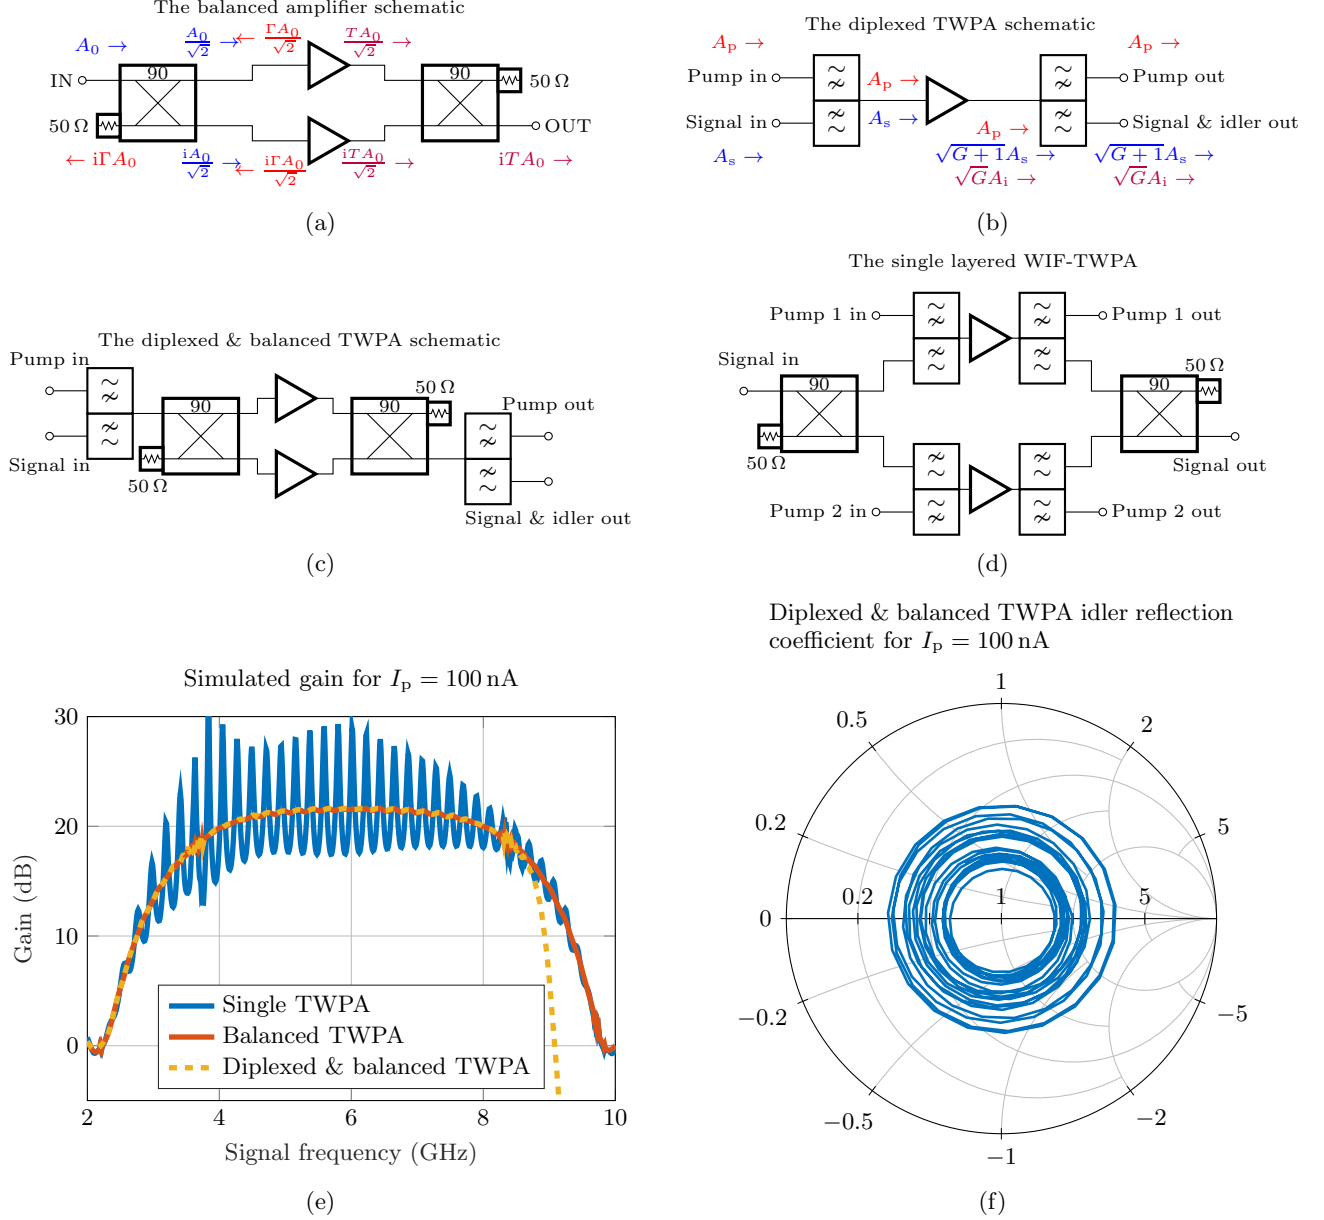 The balanced amplifier schematic
A₀ →
A₀/√2 →
← ΓA₀/√2
TA₀/√2 →
IN
90
90
50 Ω
50 Ω
OUT
← iΓA₀
iA₀/√2 →
← iΓA₀/√2
iTA₀/√2 →
iTA₀ →
(a)
The diplexed TWPA schematic
Aₚ →
Aₚ →
Pump in
Aₚ →
Pump out
Signal in
Aₛ →
Aₚ →
Signal & idler out
Aₛ →
√G + 1Aₛ →
√G + 1Aₛ →
√GAᵢ →
√GAᵢ →
(b)
The diplexed & balanced TWPA schematic
Pump in
50 Ω
90
90
Pump out
Signal in
50 Ω
Signal & idler out
(c)
The single layered WIF-TWPA
Pump 1 in
Pump 1 out
Signal in
50 Ω
90
90
50 Ω
Signal out
Pump 2 in
Pump 2 out
(d)
Simulated gain for Iₚ = 100 nA
30
20
10
0
Gain (dB)
Single TWPA
Balanced TWPA
Diplexed & balanced TWPA
2 4 6 8 10
Signal frequency (GHz)
(e)
Diplexed & balanced TWPA idler reflection
coefficient for Iₚ = 100 nA
1
0.5
2
0.2
5
0.2
1
5
0
−0.2
−5
−0.5
−2
−1
(f)